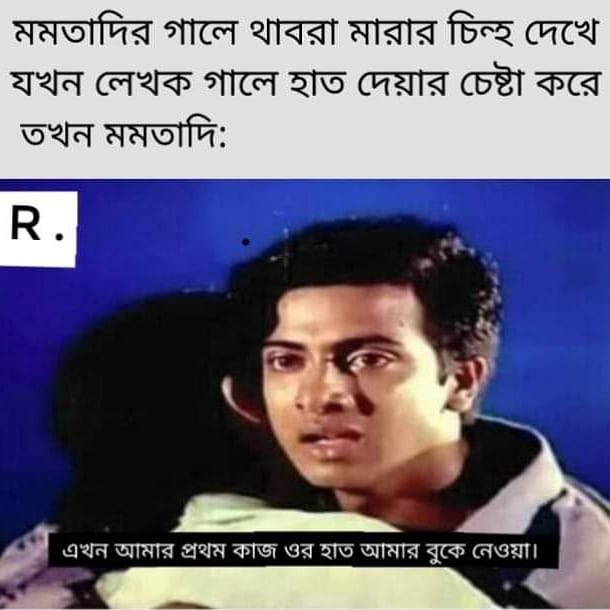 মমতাদির গালে থাবরা মারার চিন্হ দেখে
যখন লেখক গালে হাত দেয়ার চেষ্টা করে
তখন মমতাদি:
R .
এখন আমার প্রথম কাজ ওর হাত আমার বুকে নেওয়া।